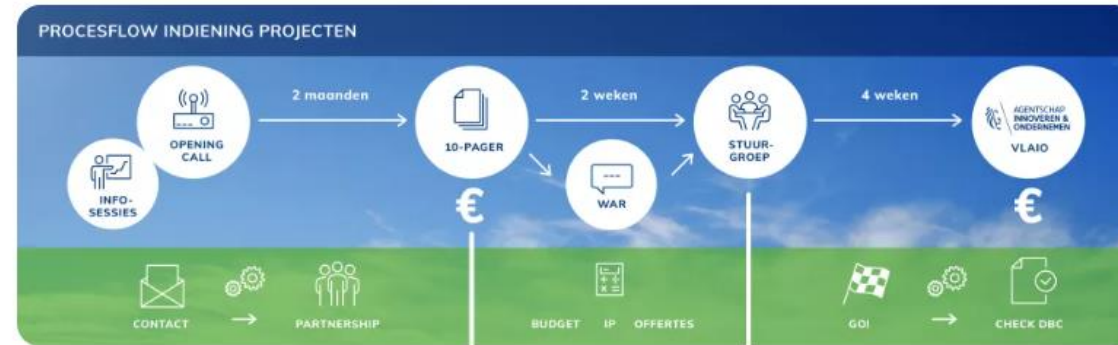 PROCESFLOW INDIENING PROJECTEN
2 maanden
2 weken
4 weken
OPENING
CALL
INFO-
SESSIES
10-PAGER
€
WAR
STUUR-
GROEP
AGENTSCHAP
INNOVEREN &
ONDERNEMEN
VLAIO
€
CONTACT
PARTNERSHIP
BUDGET IP OFFERTES
GO!
CHECK DBC